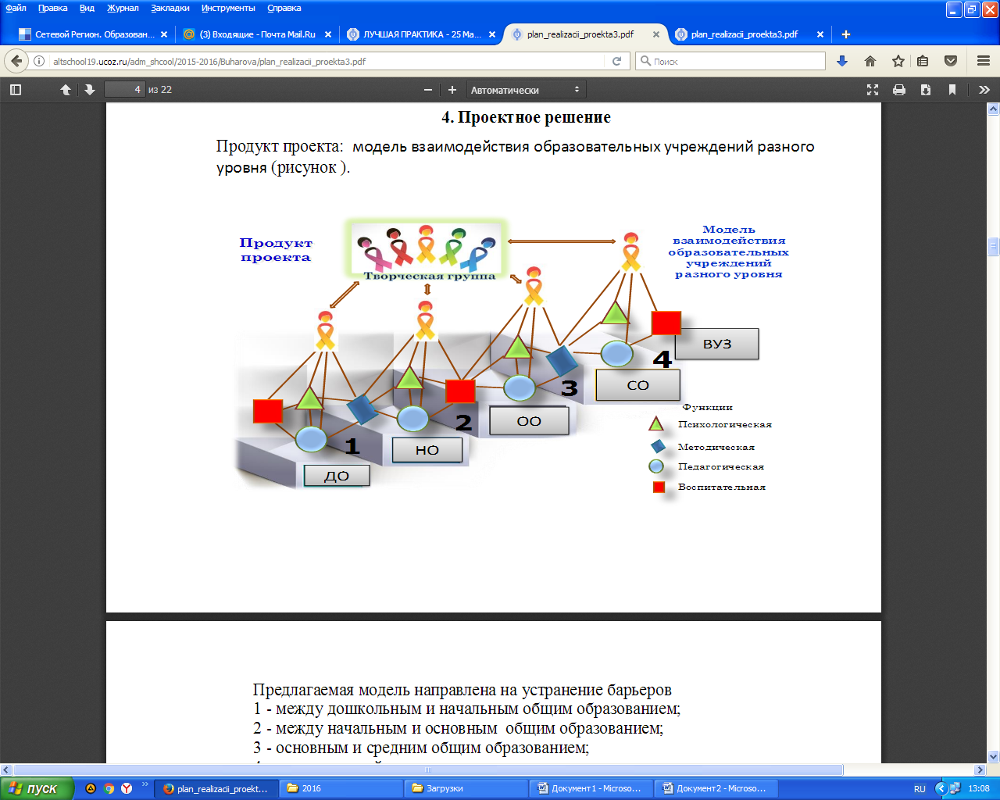 Файл Правка Вид Журнал Закладки Инструменты Справка
Сетевой Регион. Образован...
(3) Входящие - Почта Mail.Ru
ЛУЧШАЯ ПРАКТИКА - 25 Ма...
plan_realizacii_proekta3.pdf
plan_realizacii_proekta3.pdf
altschool19.ucoz.ru/adm_shcool/2015-2016/Buharova/plan_realizacii_proekta3.pdf
Поиск
4 из 22
Автоматически
4. Проектное решение
Продукт проекта: модель взаимодействия образовательных учреждений разного
уровня (рисунок ).
Продукт
проекта
Творческая группа
Модель
взаимодействия
образовательных
учреждений
разного уровня
ВУЗ
4
СО
3
ОО
2
НО
1
ДО
Функции
Психологическая
Методическая
Педагогическая
Воспитательная
Предлагаемая модель направлена на устранение барьеров
1 - между дошкольным и начальным общим образованием;
2 - между начальным и основным общим образованием;
3 - основным и средним общим образованием;
пуск
plan_realizacii_proekt...
2016
Загрузки
Документ1 - Microso...
Документ2 - Microso...
RU
13:08